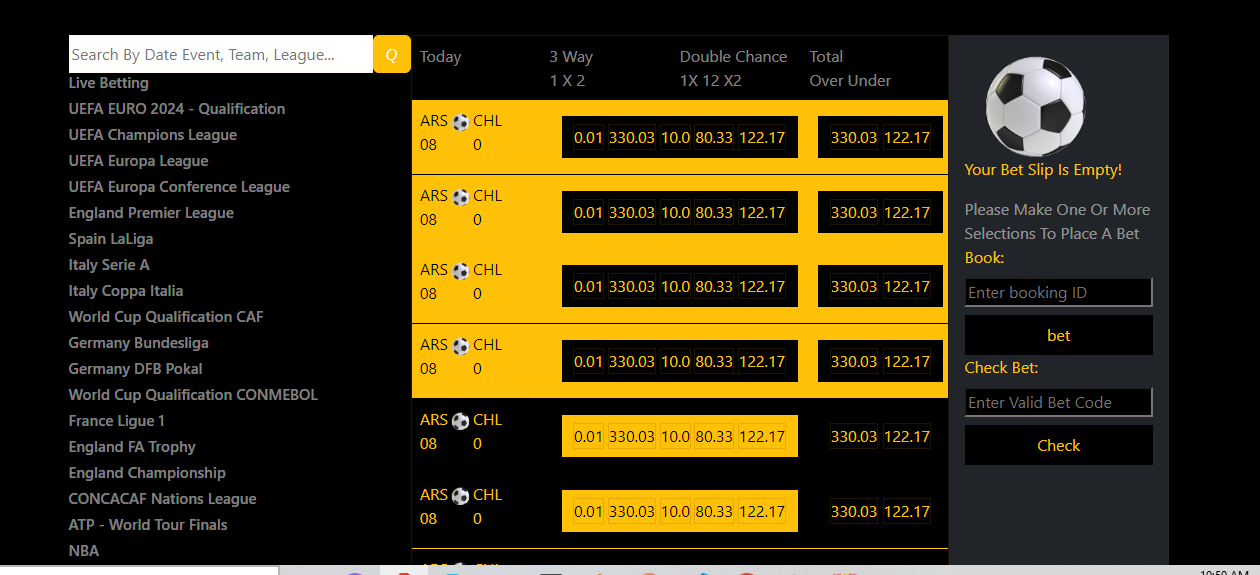 Search By Date Event, Team, League...
Q
Live Betting
UEFA EURO 2024 - Qualification
UEFA Champions League
UEFA Europa League
UEFA Europa Conference League
England Premier League
Spain LaLiga
Italy Serie A
Italy Coppa Italia
World Cup Qualification CAF
Germany Bundesliga
Germany DFB Pokal
World Cup Qualification CONMEBOL
France Ligue 1
England FA Trophy
England Championship
CONCACAF Nations League
ATP - World Tour Finals
NBA
Today 3 Way Double Chance Total
1 X 2 1X 12 X2 Over Under
ARS CHL
08 0
0.01 330.03 10.0 80.33 122.17 330.03 122.17
ARS CHL
08 0
0.01 330.03 10.0 80.33 122.17 330.03 122.17
ARS CHL
08 0
0.01 330.03 10.0 80.33 122.17 330.03 122.17
ARS CHL
08 0
0.01 330.03 10.0 80.33 122.17 330.03 122.17
ARS CHL
08 0
0.01 330.03 10.0 80.33 122.17 330.03 122.17
ARS CHL
08 0
0.01 330.03 10.0 80.33 122.17 330.03 122.17
Your Bet Slip Is Empty!
Please Make One Or More
Selections To Place A Bet
Book:
Enter booking ID
bet
Check Bet:
Enter Valid Bet Code
Check